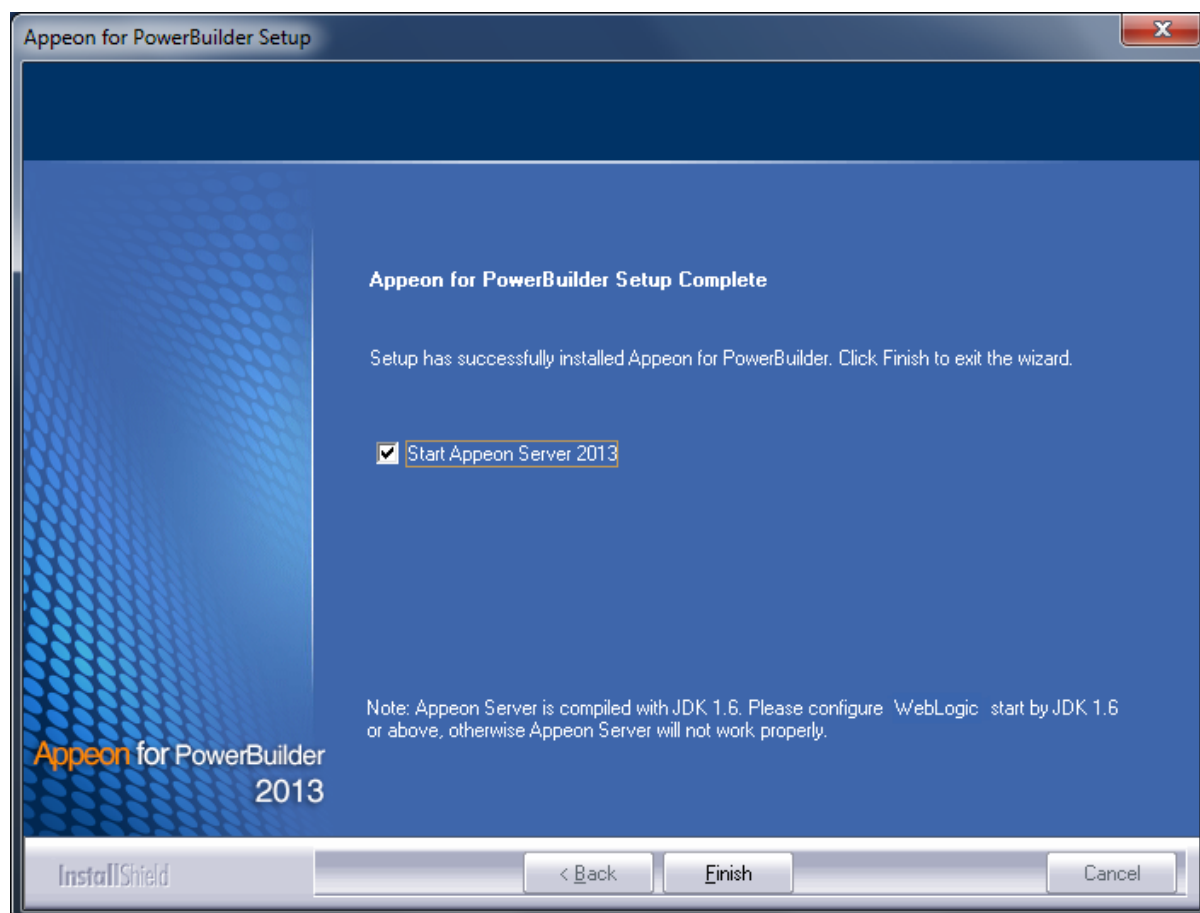 Appeon for PowerBuilder Setup
Appeon for PowerBuilder Setup Complete
Setup has successfully installed Appeon for PowerBuilder. Click Finish to exit the wizard.
Start Appeon Server 2013
Note: Appeon Server is compiled with JDK 1.6. Please configure WebLogic start by JDK 1.6
or above, otherwise Appeon Server will not work properly.
Appeon for PowerBuilder
2013
InstallShield
< Back
Finish
Cancel